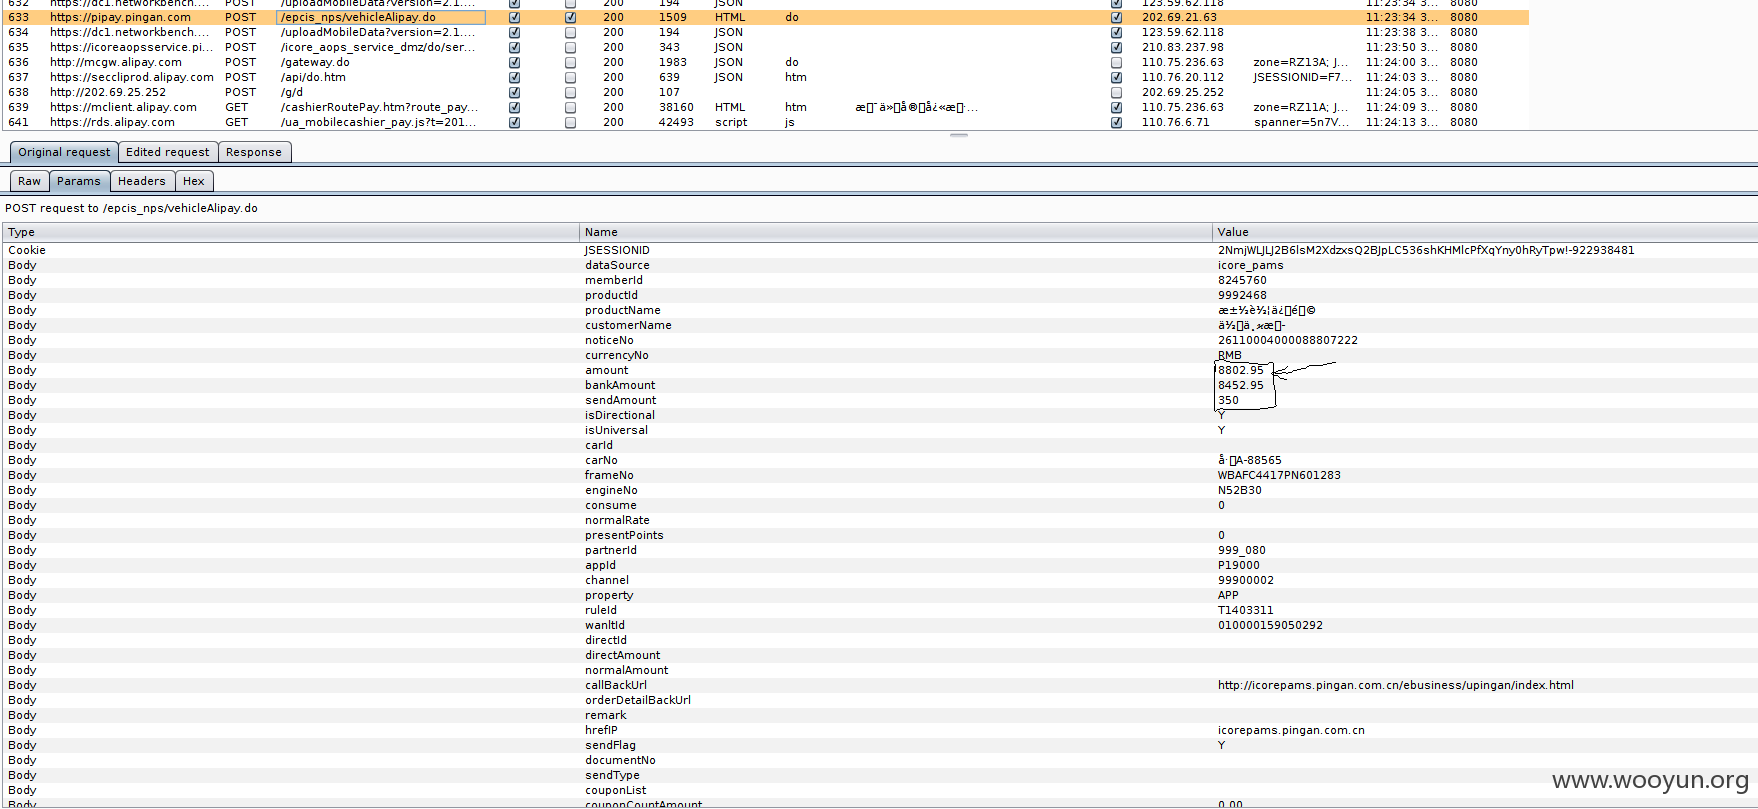 632 https://dc1.networkbench.... POST /uploadMobileData?version=2.1.... 200 194 JSON 123.59.62.118 11:23:34 3... 8080
633 https://pipay.pingan.com POST /epcis_nps/vehicleAlipay.do 200 1509 HTML do 202.69.21.63 11:23:34 3... 8080
634 https://dc1.networkbench.... POST /uploadMobileData?version=2.1.... 200 194 JSON 123.59.62.118 11:23:38 3... 8080
635 https://icoreaopsservice.pi... POST /icore_aops_service_dmz/do/ser... 200 343 JSON 210.83.237.98 11:23:50 3... 8080
636 http://mcgw.alipay.com POST /gateway.do 200 1983 JSON do 110.75.236.63 zone=RZ13A; J... 11:24:00 3... 8080
637 https://seccliprod.alipay.com POST /api/do.htm 200 639 JSON htm 110.76.20.112 JSESSIONID=F7... 11:24:03 3... 8080
638 http://202.69.25.252 POST /g/d 200 107 202.69.25.252 11:24:05 3... 8080
639 https://mclient.alipay.com GET /cashierRoutePay.htm?route_pay... 200 38160 HTML htm 110.75.236.63 zone=RZ11A; J... 11:24:09 3... 8080
641 https://rds.alipay.com GET /ua_mobilecashier_pay.js?t=201... 200 42493 script js 110.76.6.71 spanner=5n7V... 11:24:13 3... 8080
Original request Edited request Response
Raw Params Headers Hex
POST request to /epcis_nps/vehicleAlipay.do
Type Name Value
Cookie JSESSIONID 2NmjWLJLJ2B6lsM2XdzxsQ2BJpLC536shKHMlcPfXqYny0hRyTpw!-922938481
Body dataSource icore_pams
Body memberId 8245760
Body productId 9992468
Body productName
Body customerName
Body noticeNo 26110004000088807222
Body currencyNo RMB
Body amount 8802.95
Body bankAmount 8452.95
Body sendAmount 350
Body isDirectional Y
Body isUniversal Y
Body carId
Body carNo A-88565
Body frameNo WBAFC4417PN601283
Body engineNo N52B30
Body consume 0
Body normalRate
Body presentPoints 0
Body partnerId 999_080
Body appId P19000
Body channel 99900002
Body property APP
Body ruleId T1403311
Body wanltId 010000159050292
Body directId
Body directAmount
Body normalAmount
Body callBackUrl http://icorepams.pingan.com.cn/ebusiness/upingan/index.html
Body orderDetailBackUrl
Body remark
Body hrefIP icorepams.pingan.com.cn
Body sendFlag Y
Body documentNo
Body sendType
Body couponList
Body couponCountAmount 0.00
www.wooyun.org